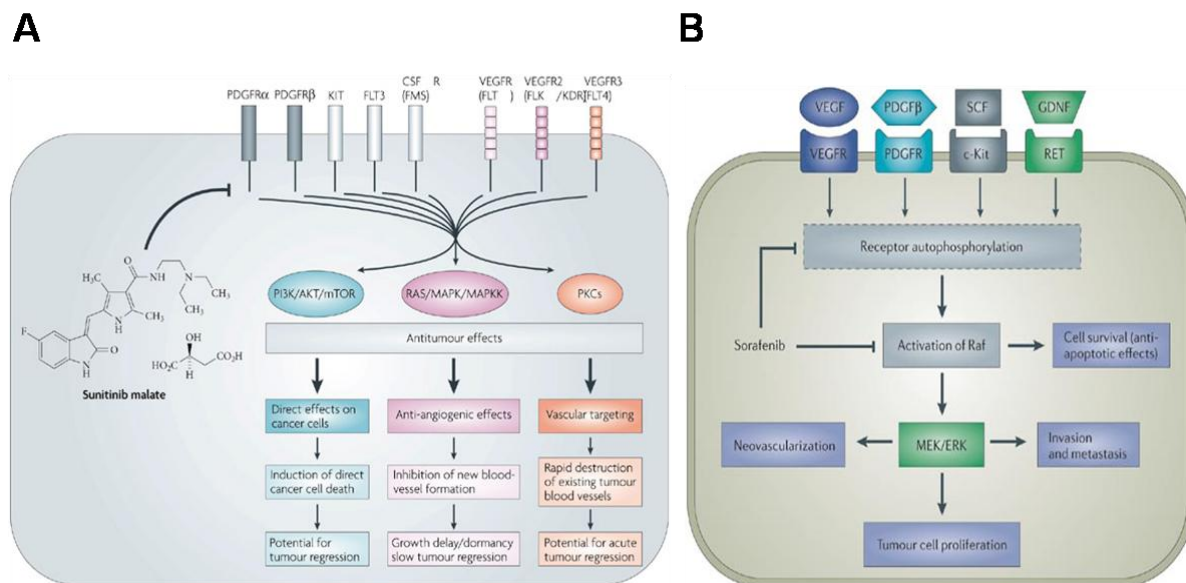 A
PDGFRα PDGFRβ KIT FLT3 CSF R (FMS) VEGFR (FLT ) VEGFR2 (FLK /KDR) VEGFR3 (FLT4)
H₃C
O
NH
N
CH₃
CH₃
N
H
CH₃
F
O
N
H
OH
HO₂C
CO₂H
H
Sunitinib malate
PI3K/AKT/mTOR
RAS/MAPK/MAPKK
PKCs
Antitumour effects
Direct effects on
cancer cells
Anti-angiogenic effects
Vascular targeting
Induction of direct
cancer cell death
Inhibition of new blood-
vessel formation
Rapid destruction
of existing tumour
blood vessels
Potential for
tumour regression
Growth delay/dormancy
slow tumour regression
Potential for acute
tumour regression
B
VEGF
PDGFβ
SCF
GDNF
VEGFR
PDGFR
c-Kit
RET
Receptor autophosphorylation
Sorafenib
Activation of Raf
Cell survival (anti-
apoptotic effects)
Neovascularization
MEK/ERK
Invasion
and metastasis
Tumour cell proliferation